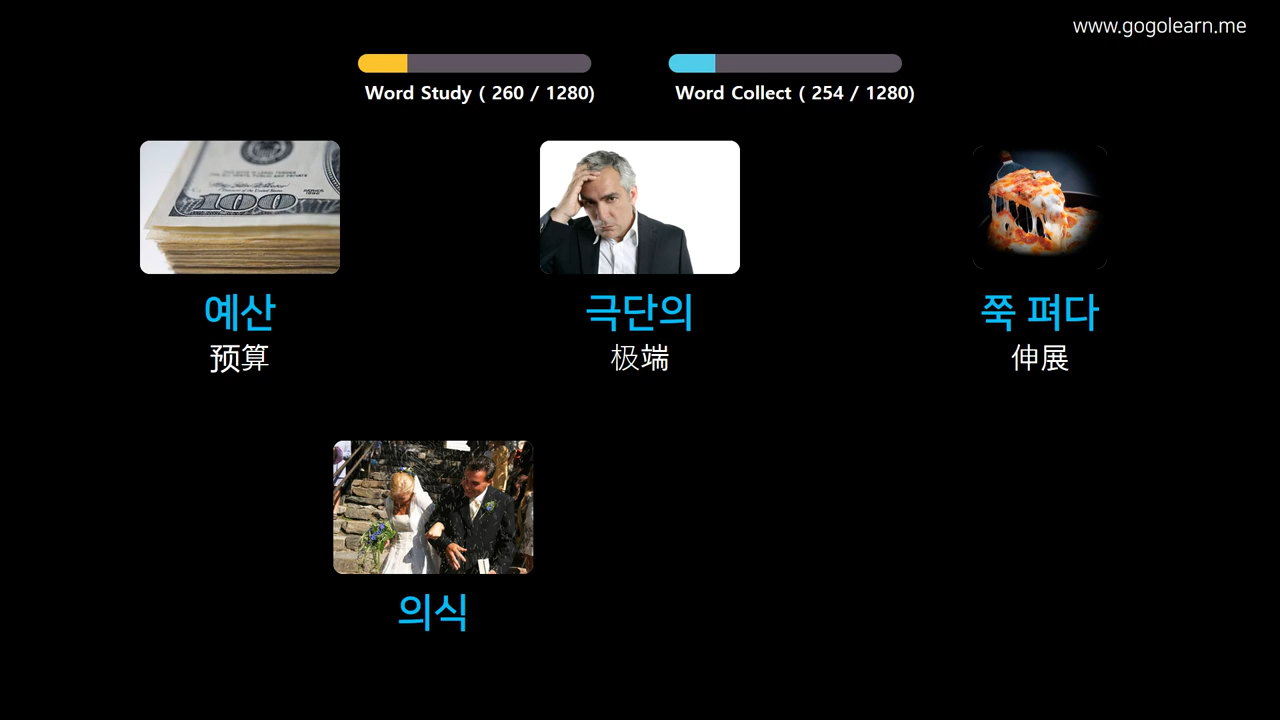 www.gogolearn.me
Word Study ( 260 / 1280)
Word Collect ( 254 / 1280)
100
예산
预算
극단의
极端
쭉 펴다
伸展
의식